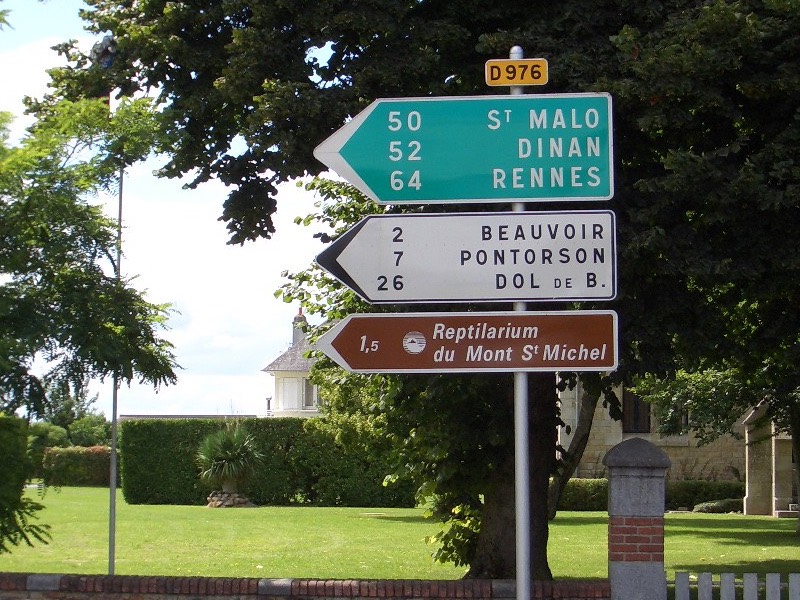 D976
50 ST MALO
52 DINAN
64 RENNES
2 BEAUVOIR
7 PONTORSON
26 DOL DE B.
1,5 Reptilarium
du Mont St Michel